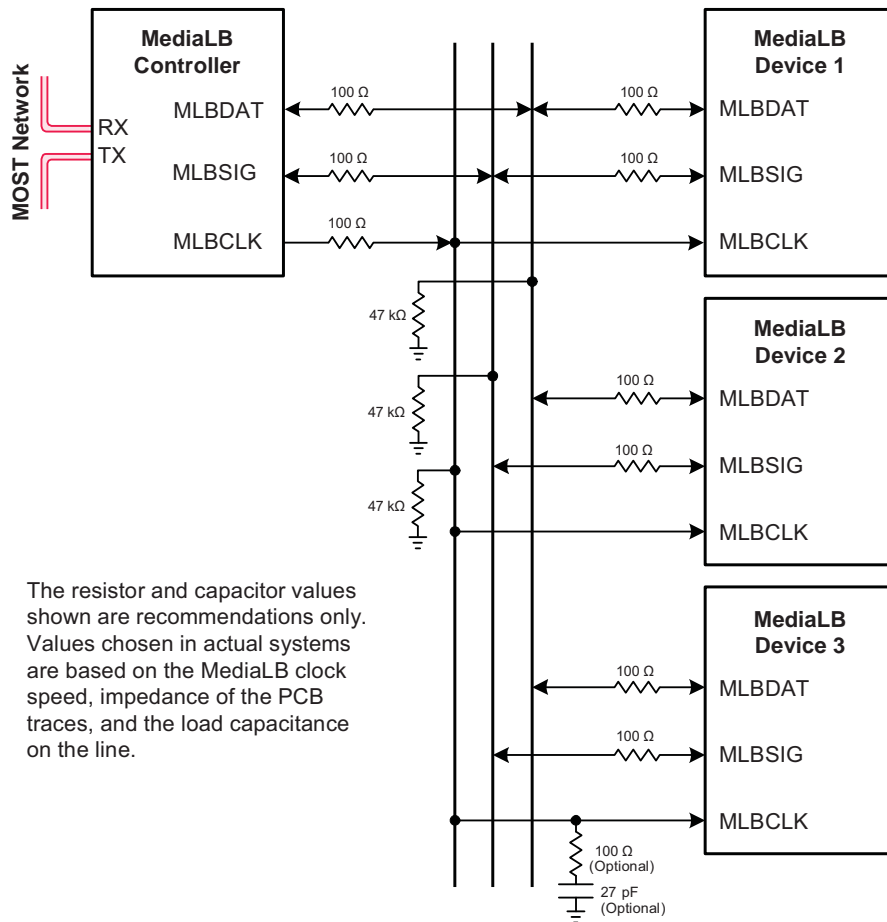 MediaLB
Controller
MOST Network
RX
TX
MLBDAT
MLBSIG
MLBCLK
100 Ω
100 Ω
100 Ω
100 Ω
100 Ω
MediaLB
Device 1
MLBDAT
MLBSIG
MLBCLK
47 kΩ
47 kΩ
47 kΩ
MediaLB
Device 2
100 Ω
MLBDAT
100 Ω
MLBSIG
MLBCLK
The resistor and capacitor values
shown are recommendations only.
Values chosen in actual systems
are based on the MediaLB clock
speed, impedance of the PCB
traces, and the load capacitance
on the line.
MediaLB
Device 3
100 Ω
MLBDAT
100 Ω
MLBSIG
MLBCLK
100 Ω
(Optional)
27 pF
(Optional)